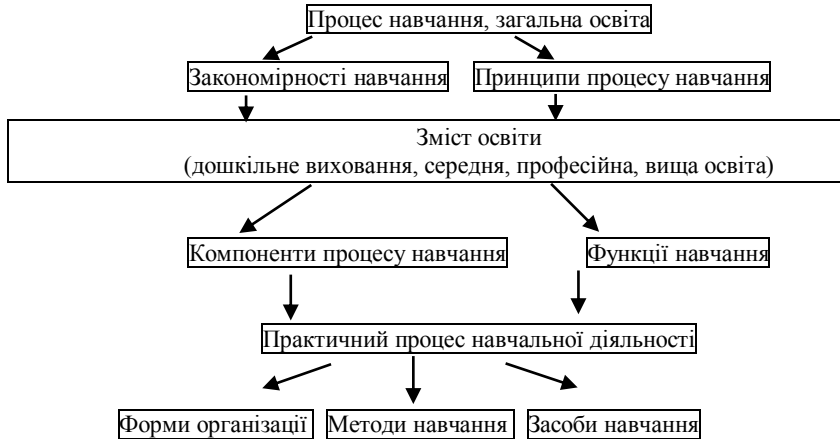 Процес навчання, загальна освіта
Закономірності навчання
Принципи процесу навчання
Зміст освіти
(дошкільне виховання, середня, професійна, вища освіта)
Компоненти процесу навчання
Функції навчання
Практичний процес навчальної діяльності
Форми організації
Методи навчання
Засоби навчання